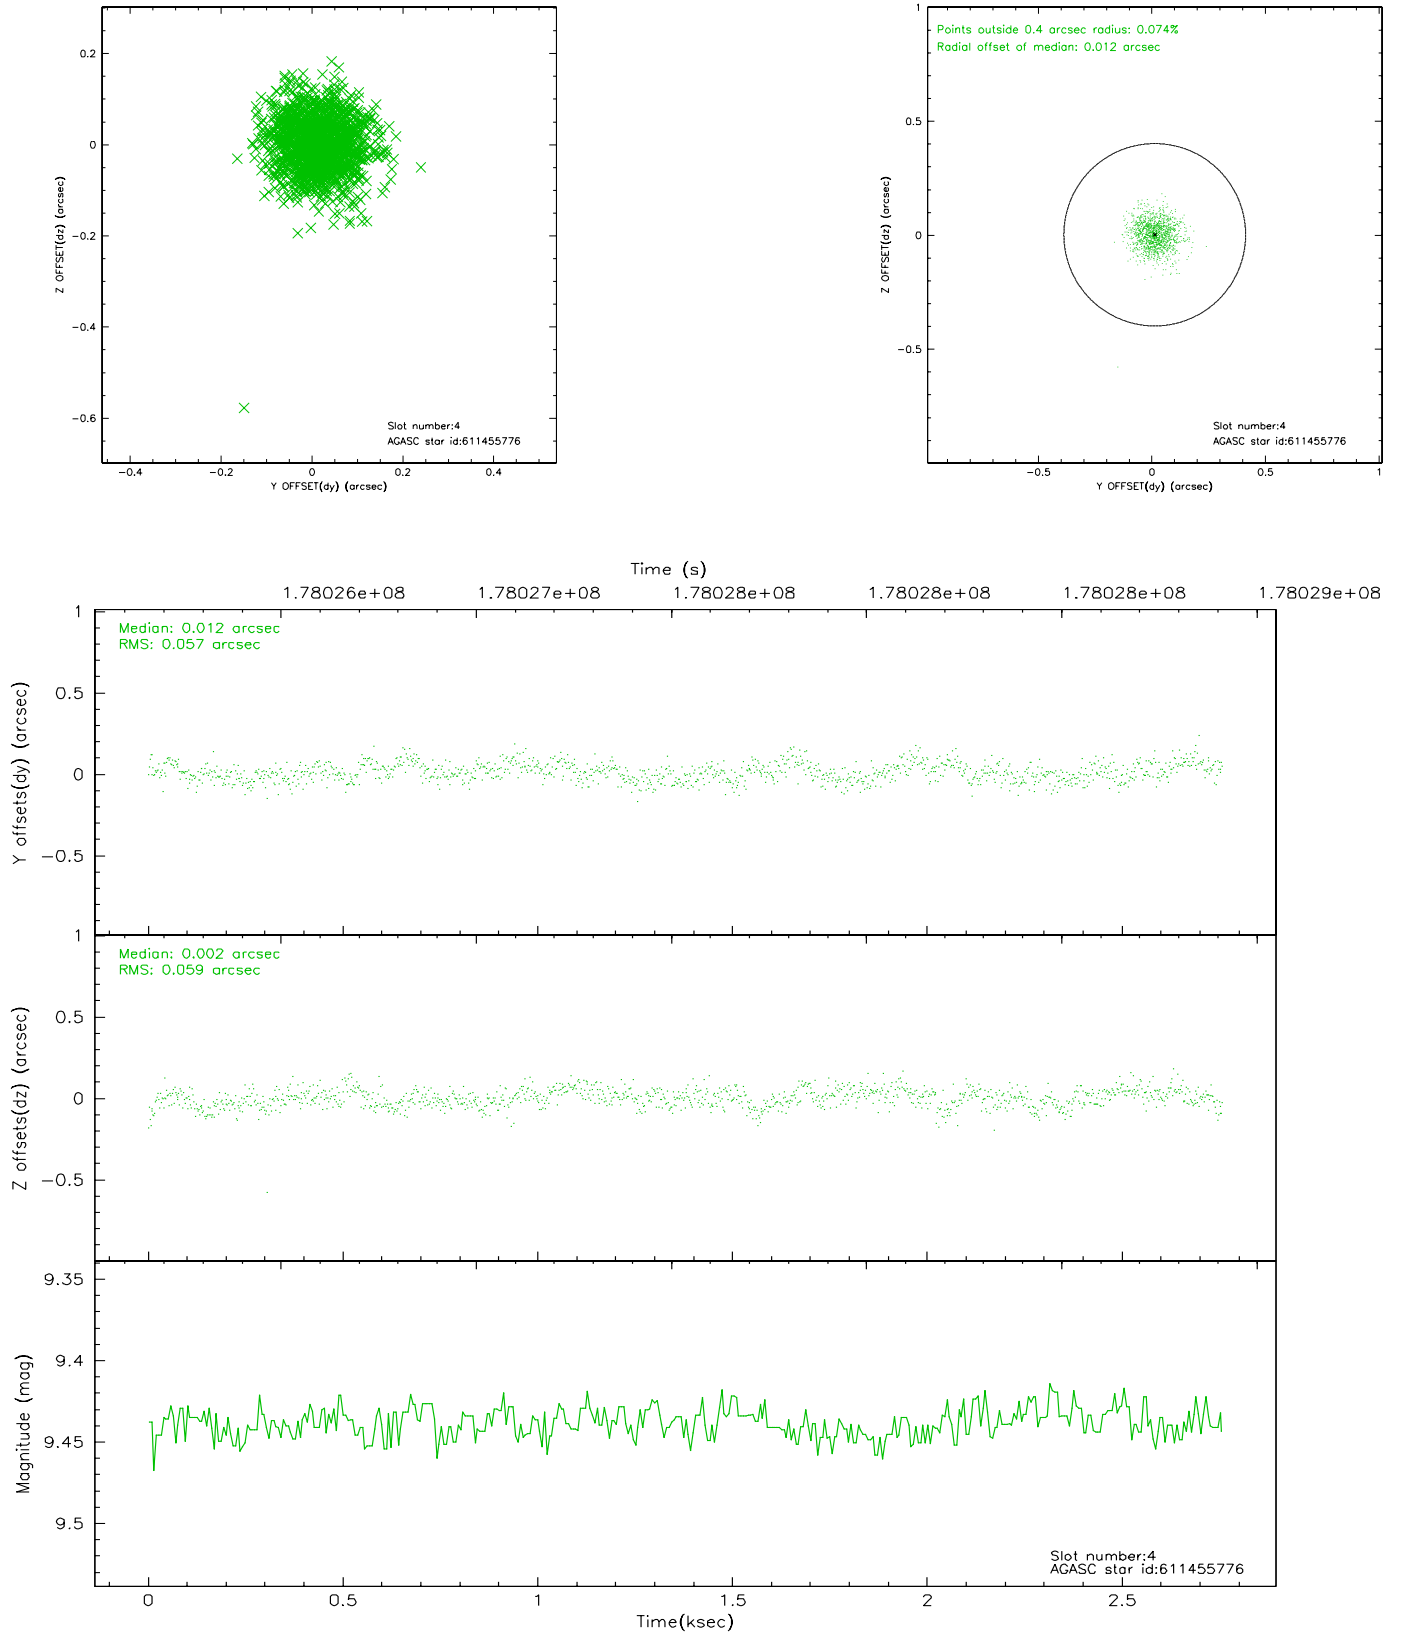 0.2
0
-0.2
-0.4
-0.6
Z OFFSET(dz) (arcsec)
Slot number:4
AGASC star id:611455776
-0.4 -0.2 0 0.2 0.4
Y OFFSET(dy) (arcsec)
Points outside 0.4 arcsec radius: 0.074%
Radial offset of median: 0.012 arcsec
1
0.5
0
-0.5
Z OFFSET(dz) (arcsec)
Slot number:4
AGASC star id:611455776
-0.5 0 0.5 1
Y OFFSET(dy) (arcsec)
Time (s)
1.78026e+08 1.78027e+08 1.78028e+08 1.78028e+08 1.78028e+08 1.78029e+08
Median: 0.012 arcsec
RMS: 0.057 arcsec
1
0.5
0
-0.5
Y offsets(dy) (arcsec)
Median: 0.002 arcsec
RMS: 0.059 arcsec
1
0.5
0
-0.5
Z offsets(dz) (arcsec)
9.35
9.4
9.45
9.5
Magnitude (mag)
Slot number:4
AGASC star id:611455776
0 0.5 1 1.5 2 2.5
Time(ksec)